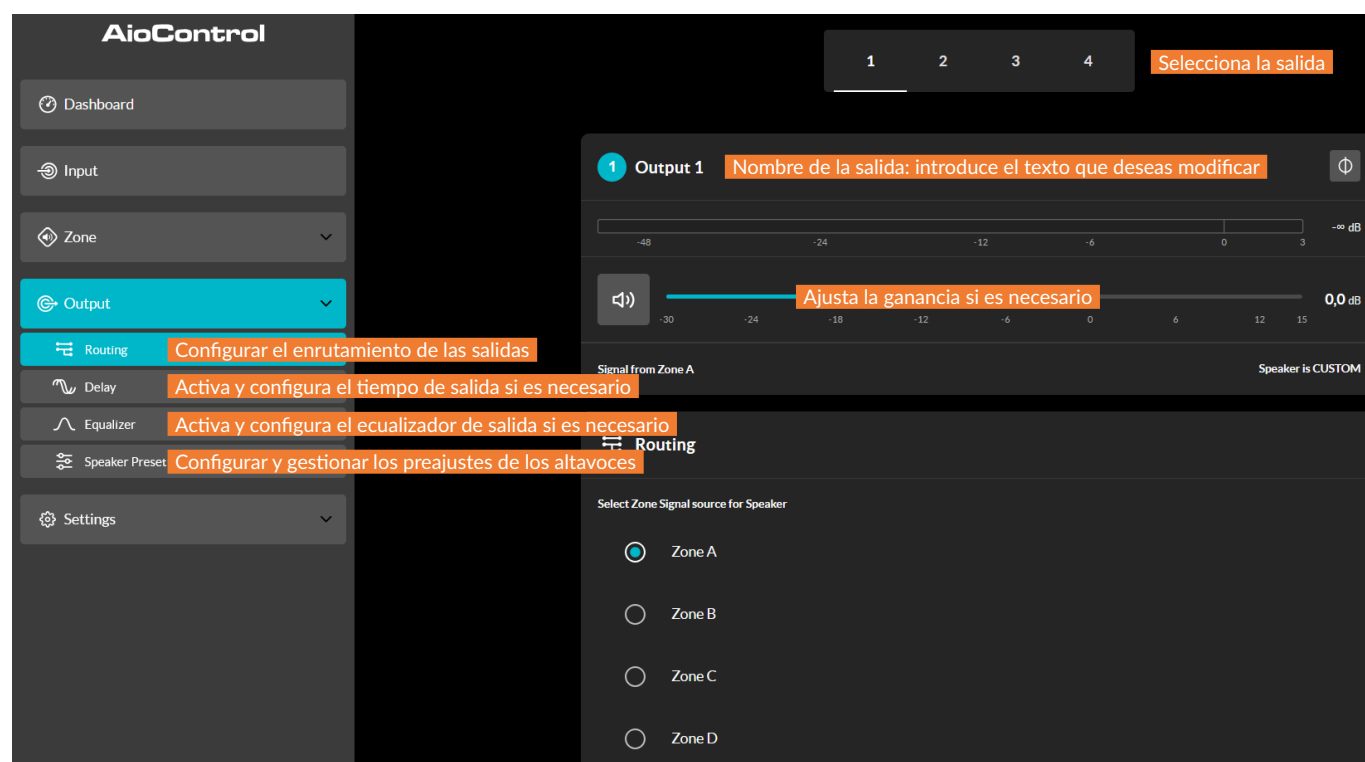 AioControl
1 2 3 4
Selecciona la salida
Dashboard
Input
Zone
Output
Routing
Configurar el enrutamiento de las salidas
Delay
Activa y configura el tiempo de salida si es necesario
Equalizer
Activa y configura el ecualizador de salida si es necesario
Speaker Preset
Configurar y gestionar los preajustes de los altavoces
Settings
1 Output 1
Nombre de la salida: introduce el texto que deseas modificar
-∞ dB
-48 -24 -12 -6 0 3
Ajusta la ganancia si es necesario
0,0 dB
-30 -24 -18 -12 -6 0 6 12 15
Signal from Zone A
Speaker is CUSTOM
Routing
Select Zone Signal source for Speaker
Zone A
Zone B
Zone C
Zone D